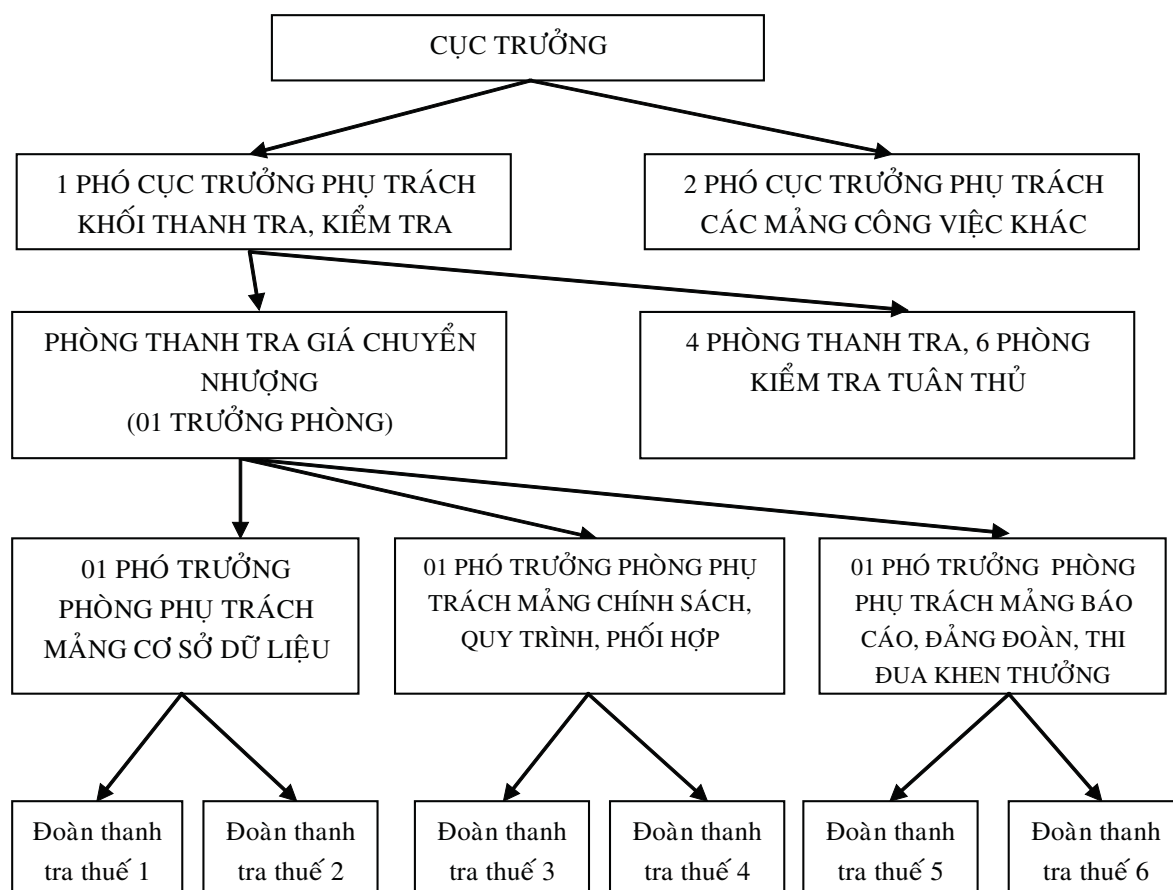 CỤC TRƯỞNG
1 PHÓ CỤC TRƯỞNG PHỤ TRÁCH
KHỐI THANH TRA, KIỂM TRA
2 PHÓ CỤC TRƯỞNG PHỤ TRÁCH
CÁC MẢNG CÔNG VIỆC KHÁC
PHÒNG THANH TRA GIÁ CHUYỂN
NHƯỢNG
(01 TRƯỞNG PHÒNG)
4 PHÒNG THANH TRA, 6 PHÒNG
KIỂM TRA TUÂN THỦ
01 PHÓ TRƯỞNG
PHÒNG PHỤ TRÁCH
MẢNG CƠ SỞ DỮ LIỆU
01 PHÓ TRƯỞNG PHÒNG PHỤ
TRÁCH MẢNG CHÍNH SÁCH,
QUY TRÌNH, PHỐI HỢP
01 PHÓ TRƯỞNG PHÒNG
PHỤ TRÁCH MẢNG BÁO
CÁO, ĐẢNG ĐOÀN, THI
ĐUA KHEN THƯỞNG
Đoàn thanh
tra thuế 1
Đoàn thanh
tra thuế 2
Đoàn thanh
tra thuế 3
Đoàn thanh
tra thuế 4
Đoàn thanh
tra thuế 5
Đoàn thanh
tra thuế 6